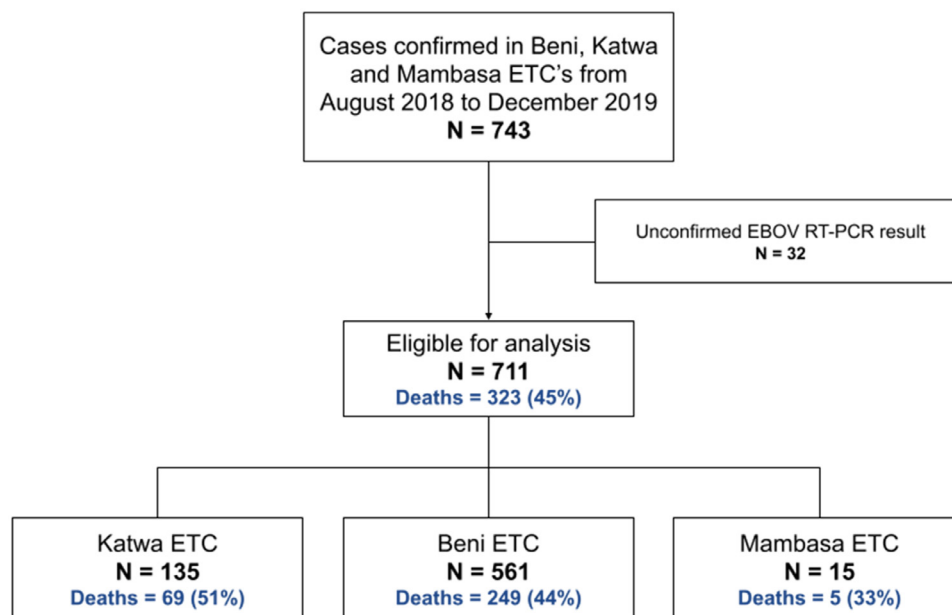 Cases confirmed in Beni, Katwa
and Mambasa ETC's from
August 2018 to December 2019
N = 743
Unconfirmed EBOV RT-PCR result
N = 32
Eligible for analysis
N = 711
Deaths = 323 (45%)
Katwa ETC
N = 135
Deaths = 69 (51%)
Beni ETC
N = 561
Deaths = 249 (44%)
Mambasa ETC
N = 15
Deaths = 5 (33%)